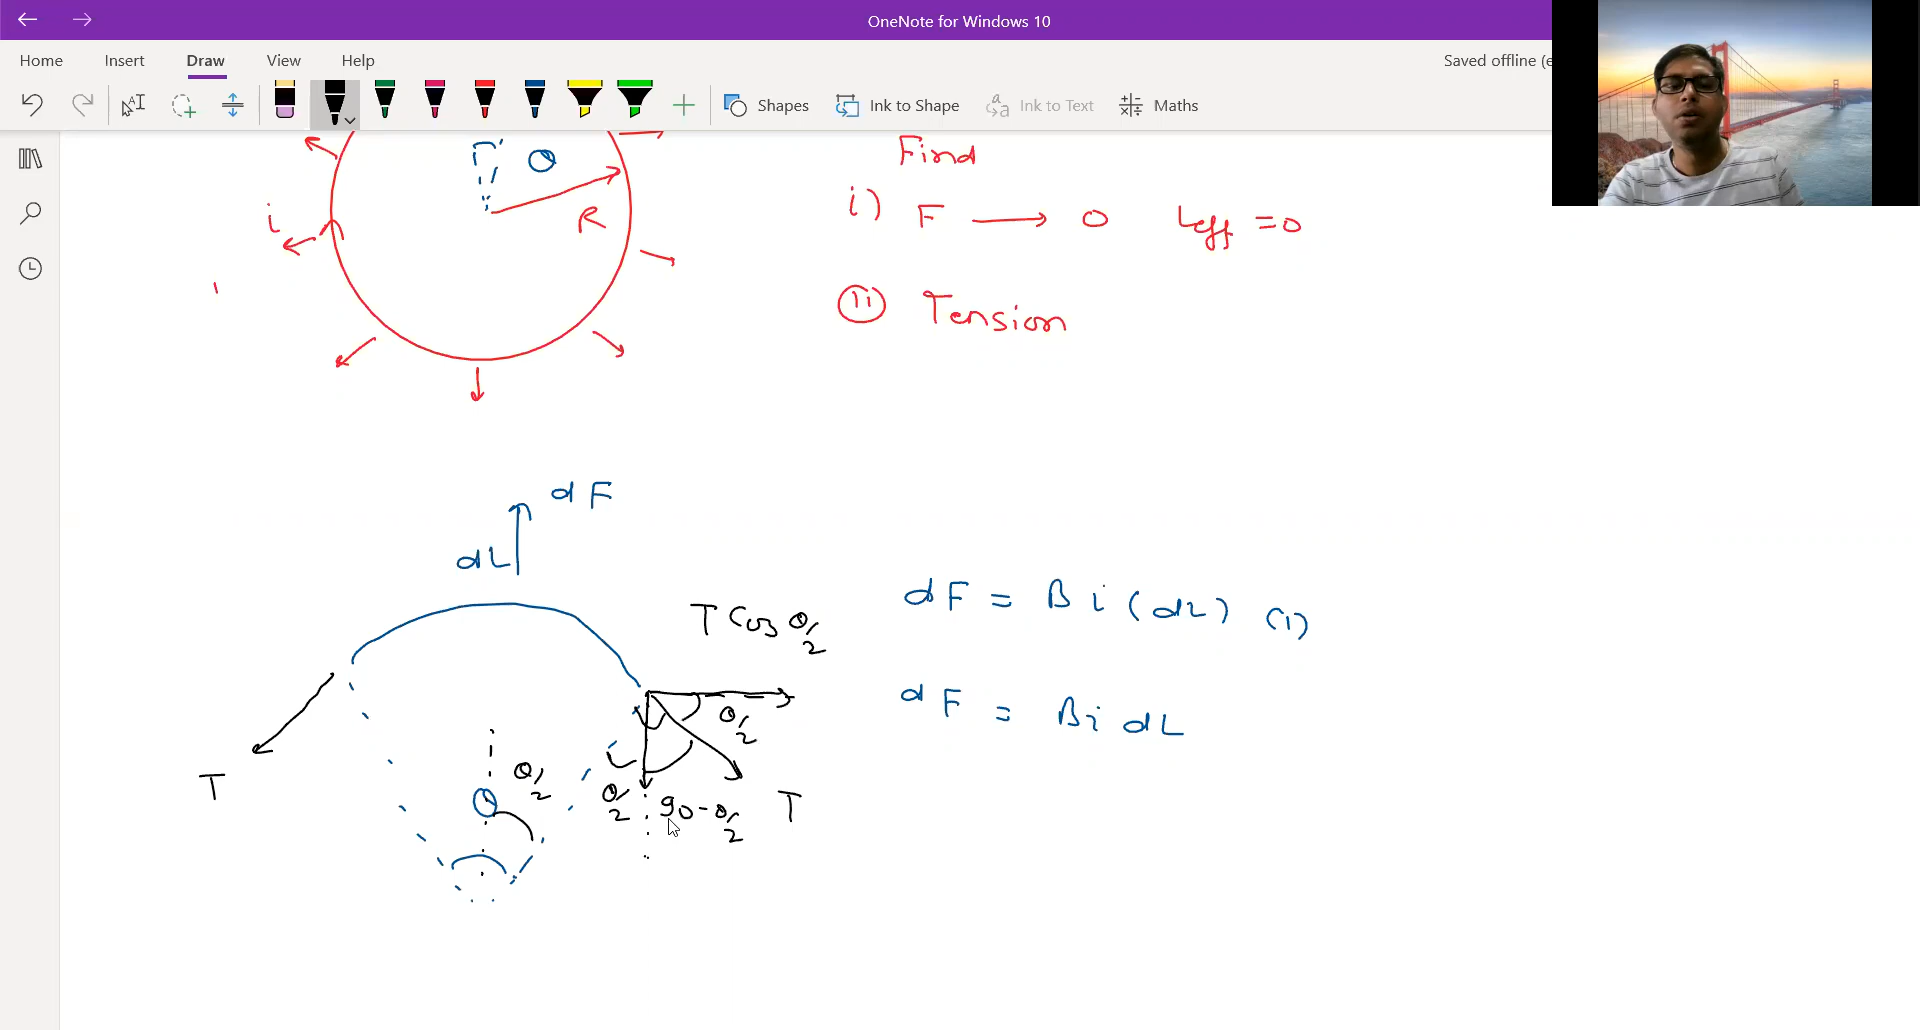 OneNote for Windows 10
Home Insert Draw View Help
Saved offline (e
Shapes Ink to Shape Ink to Text Maths
θ
R
i
Find
i) F → 0 Leff = 0
(ii) Tension
dF
dL
T Cos θ/2
θ/2
θ/2
θ
θ/2
90 - θ/2
T
T
dF = Bi(dL) (1)
dF = Bi dL